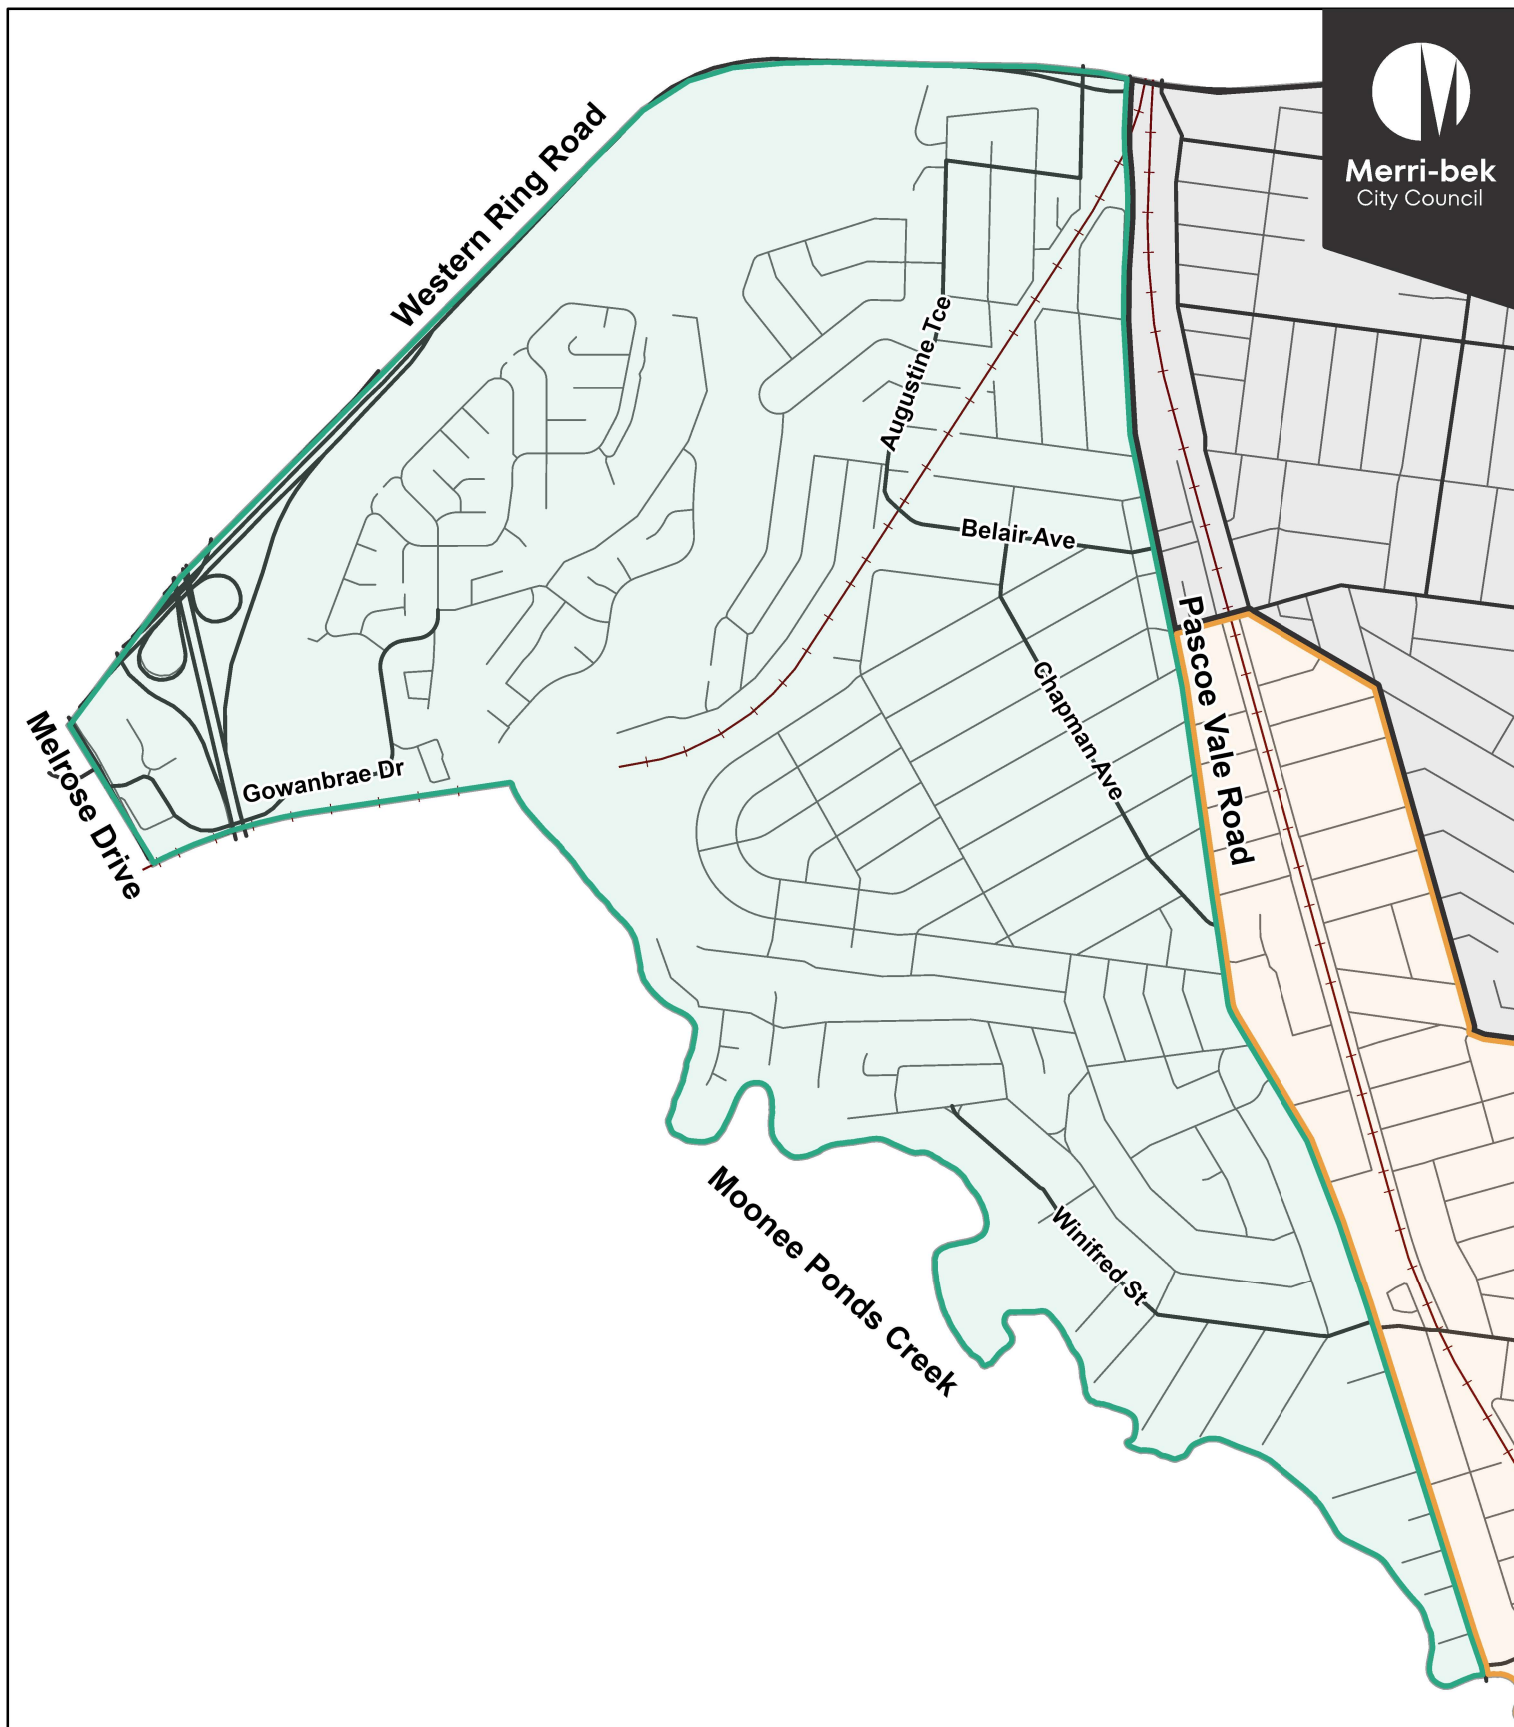 Merri-bek
City Council
Western Ring Road
Augustine Tce
Belair Ave
Pascoe Vale Road
Chapman Ave
Melrose Drive
Gowanbrae Dr
Moonee Ponds Creek
Winifred St